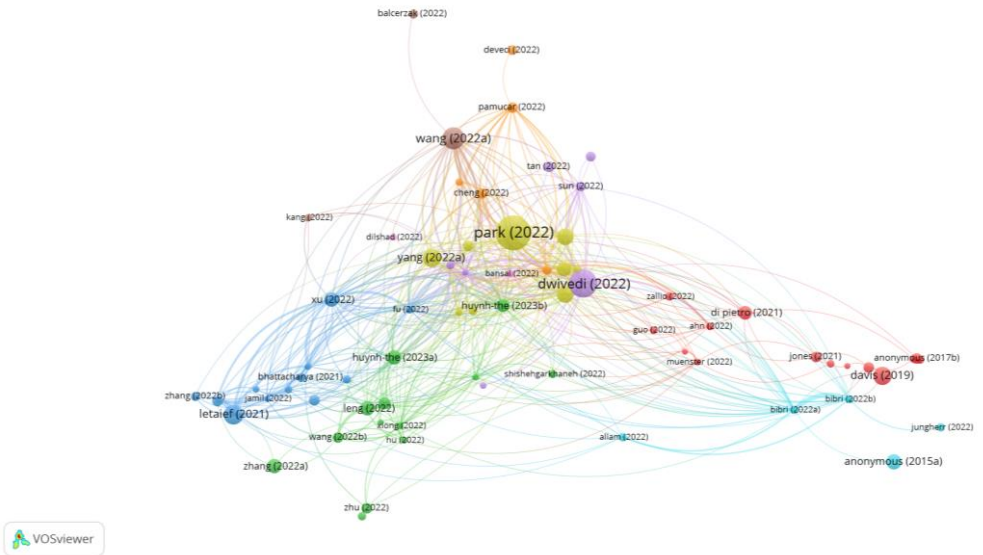 balcerzak (2022)
deveci (2022)
pamucar (2022)
wang (2022a)
tan (2022)
sun (2022)
cheng (2022)
kang (2022)
park (2022)
dilshad (2022)
yang (2022a)
bansal (2022)
dwivedi (2022)
xu (2022)
zallio (2022)
fu (2022)
huynh-the (2023b)
di pietro (2021)
guo (2022)
ahn (2022)
huynh-the (2023a)
muenster (2022)
jones (2021)
anonymous (2017b)
bhattacharya (2021)
shishehgarkhaneh (2022)
davis (2019)
zhang (2022b)
jamil (2022)
bibri (2022b)
letaief (2021)
leng (2022)
bibri (2022a)
hong (2022)
jungherr (2022)
wang (2022b)
hu (2022)
allam (2022)
zhang (2022a)
anonymous (2015a)
zhu (2022)
VOSviewer